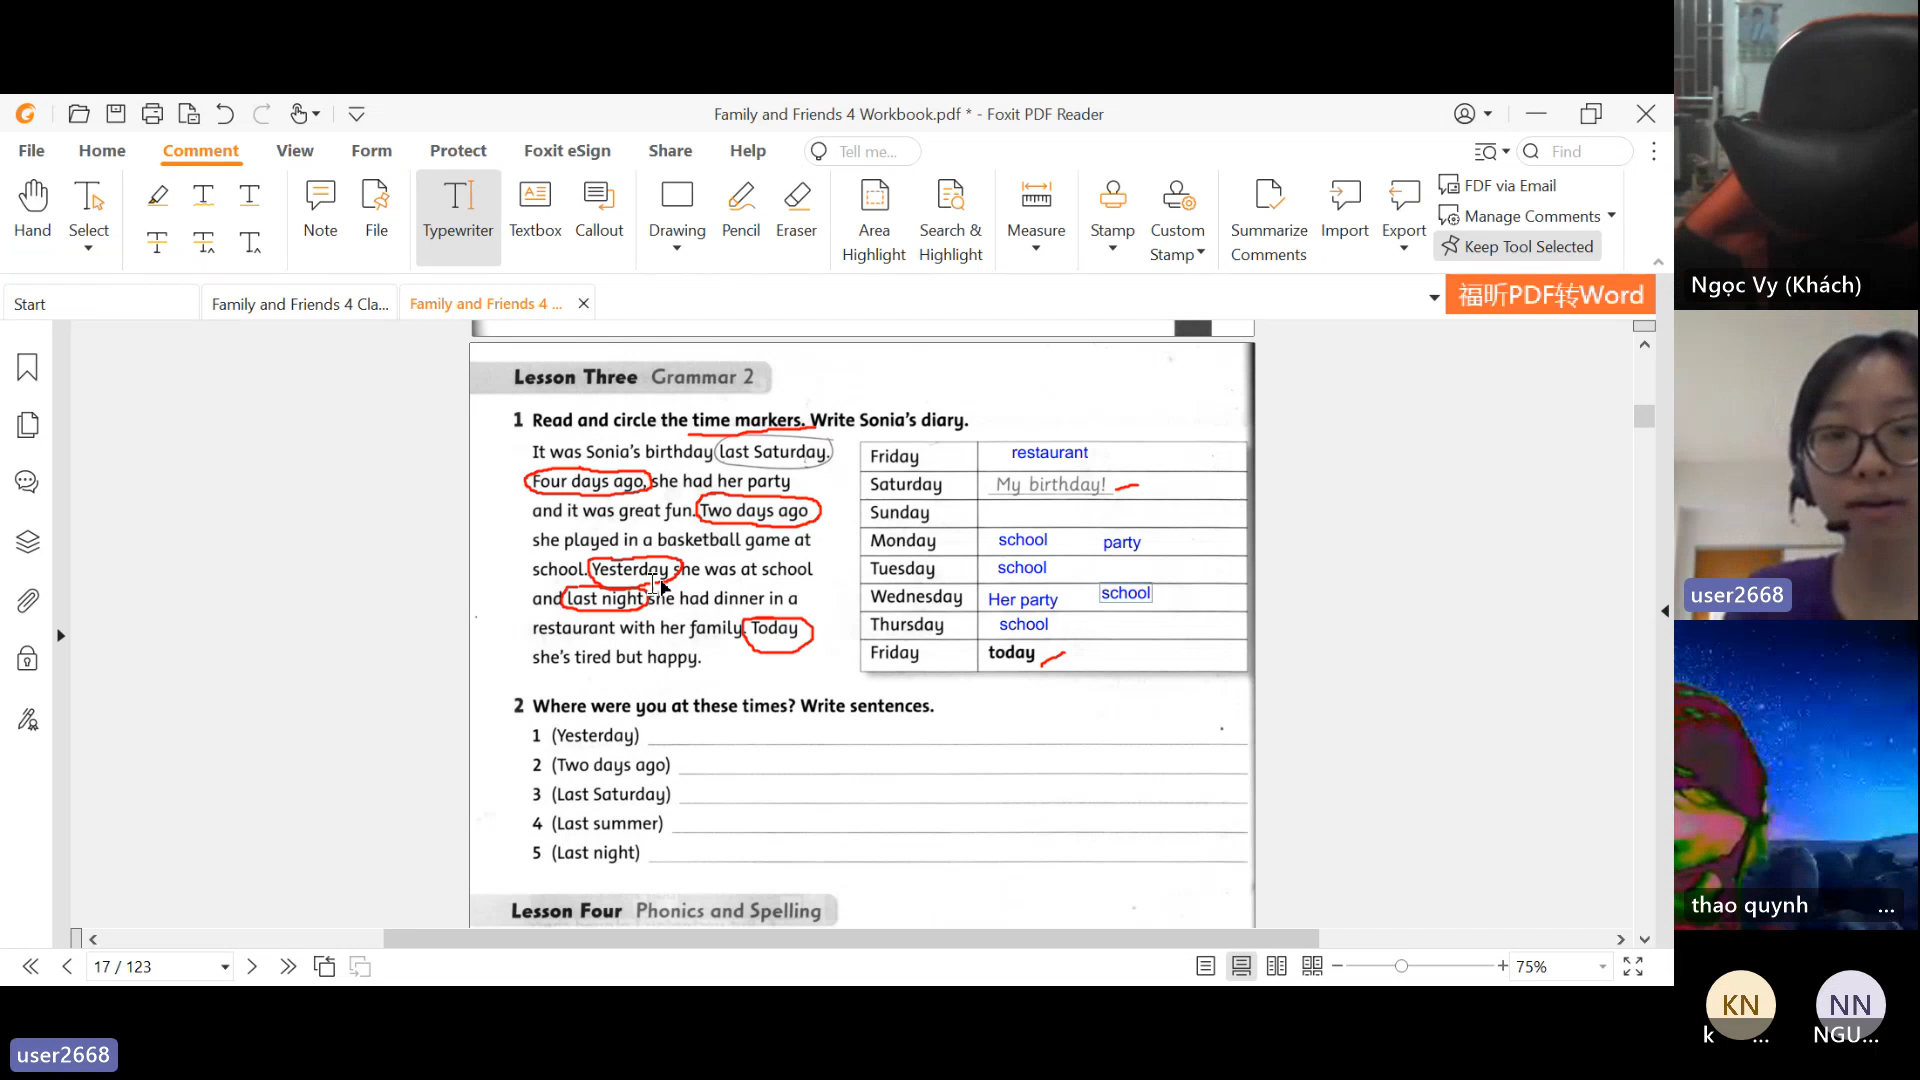 Family and Friends 4 Workbook.pdf * - Foxit PDF Reader
File Home Comment View Form Protect Foxit eSign Share Help Tell me... Find
Hand Select Note File Typewriter Textbox Callout Drawing Pencil Eraser Area Highlight Search & Highlight Measure Stamp Custom Stamp Summarize Comments Import Export
FDF via Email
Manage Comments
Keep Tool Selected
Start Family and Friends 4 Cla... Family and Friends 4 ... 福昕PDF转Word
Lesson Three Grammar 2
1 Read and circle the time markers. Write Sonia's diary.
It was Sonia's birthday last Saturday.
Four days ago, she had her party
and it was great fun. Two days ago
she played in a basketball game at
school. Yesterday she was at school
and last night she had dinner in a
restaurant with her family. Today
she's tired but happy.
Friday restaurant
Saturday My birthday!
Sunday
Monday school party
Tuesday school
Wednesday Her party school
Thursday school
Friday today
2 Where were you at these times? Write sentences.
1 (Yesterday)
2 (Two days ago)
3 (Last Saturday)
4 (Last summer)
5 (Last night)
Lesson Four Phonics and Spelling
17 / 123
75%
Ngọc Vy (Khách)
user2668
thao quynh ...
KN NN
k ... NGU...
user2668